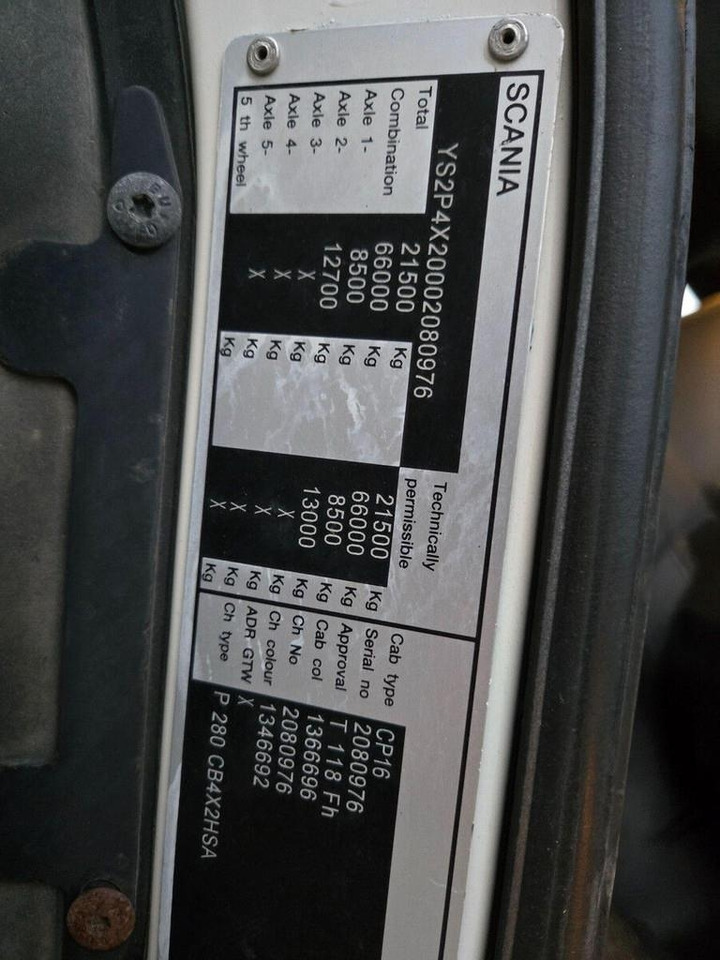 SCANIA
YS2P4X20002080976
Technically
permissible
Total 21500 Kg 21500 Kg Cab type CP16
Combination 66000 Kg 66000 Kg Serial no 2080976
Axle 1- 8500 Kg 8500 Kg Approval T 118 Fh
Axle 2- 12700 Kg 13000 Kg Cab col 1366696
Axle 3- X Kg X Kg Ch No 2080976
Axle 4- X Kg X Kg Ch colour 1346692
Axle 5- X Kg X Kg ADR GTW X
5 th wheel Kg X Kg Ch type P 280 CB4X2HSA